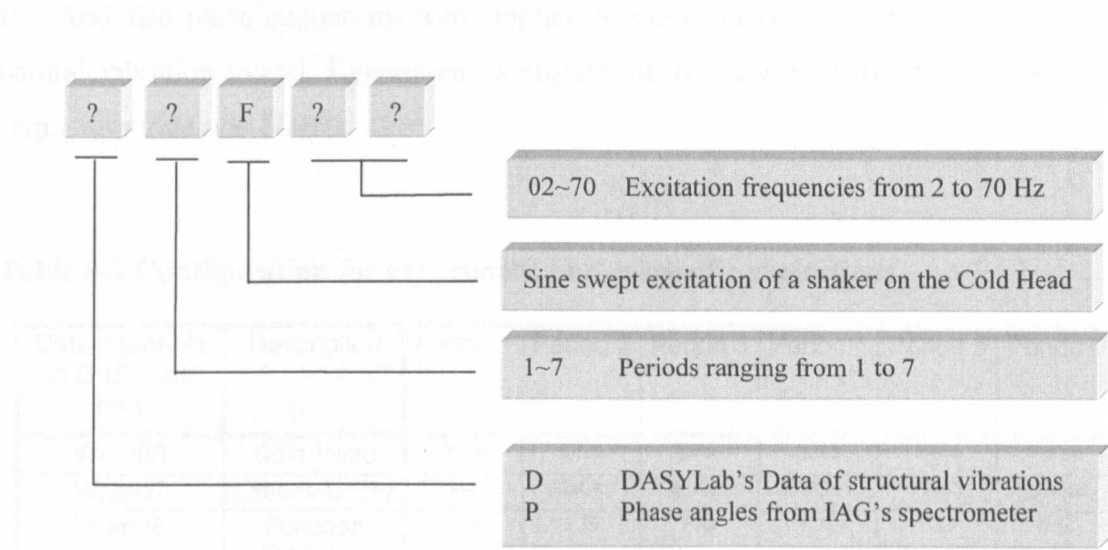 ? ? F ? ?
02~70 Excitation frequencies from 2 to 70 Hz
Sine swept excitation of a shaker on the Cold Head
1~7 Periods ranging from 1 to 7
D DASYLab's Data of structural vibrations
P Phase angles from IAG's spectrometer